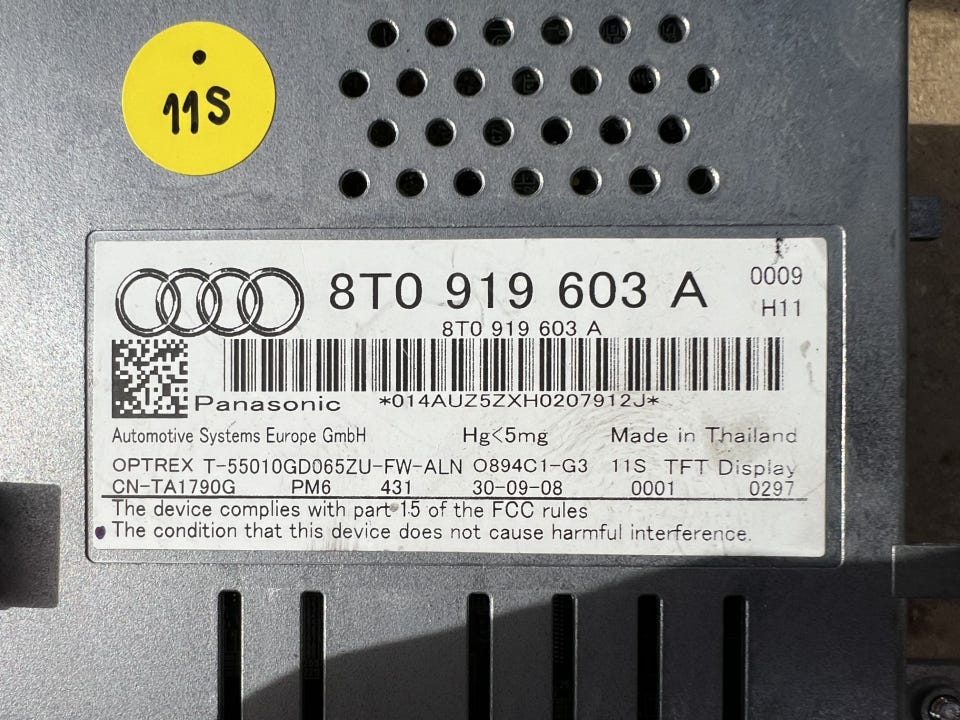 11S
8T0 919 603 A
0009
H11
8T0 919 603 A
Panasonic *014AUZ5ZXH0207912J*
Automotive Systems Europe GmbH Hg<5mg Made in Thailand
OPTREX T-55010GD065ZU-FW-ALN O894C1-G3 11S TFT Display
CN-TA1790G PM6 431 30-09-08 0001 0297
The device complies with part 15 of the FCC rules
The condition that this device does not cause harmful interference.